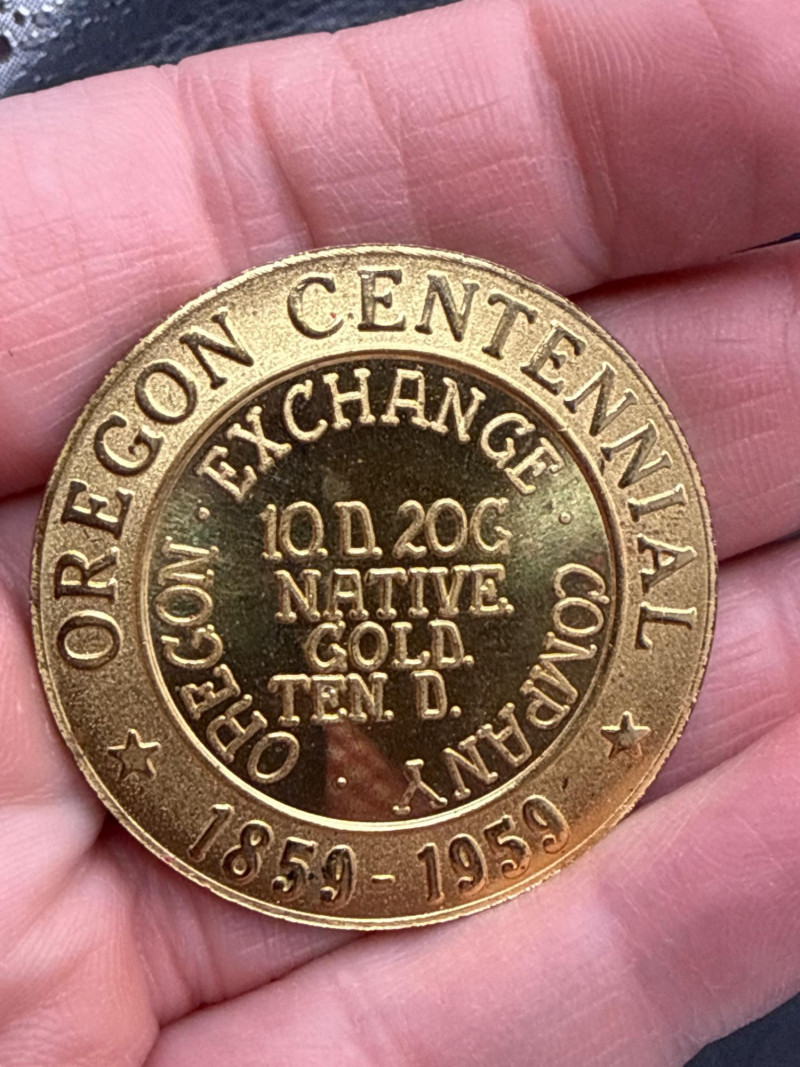 OREGON CENTENNIAL
1859-1959
OREGON · EXCHANGE · COMPANY ·
10.D. 20G
NATIVE.
GOLD.
TEN. D.